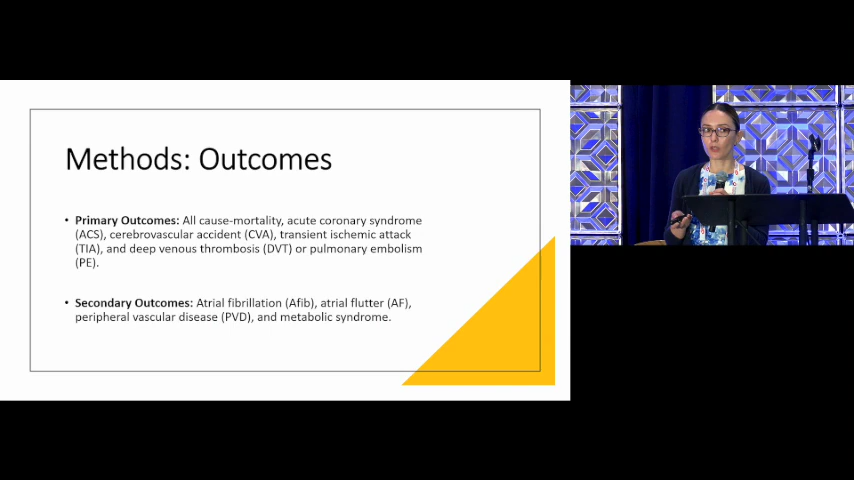 Methods: Outcomes
• Primary Outcomes: All cause-mortality, acute coronary syndrome
(ACS), cerebrovascular accident (CVA), transient ischemic attack
(TIA), and deep venous thrombosis (DVT) or pulmonary embolism
(PE).
• Secondary Outcomes: Atrial fibrillation (Afib), atrial flutter (AF),
peripheral vascular disease (PVD), and metabolic syndrome.